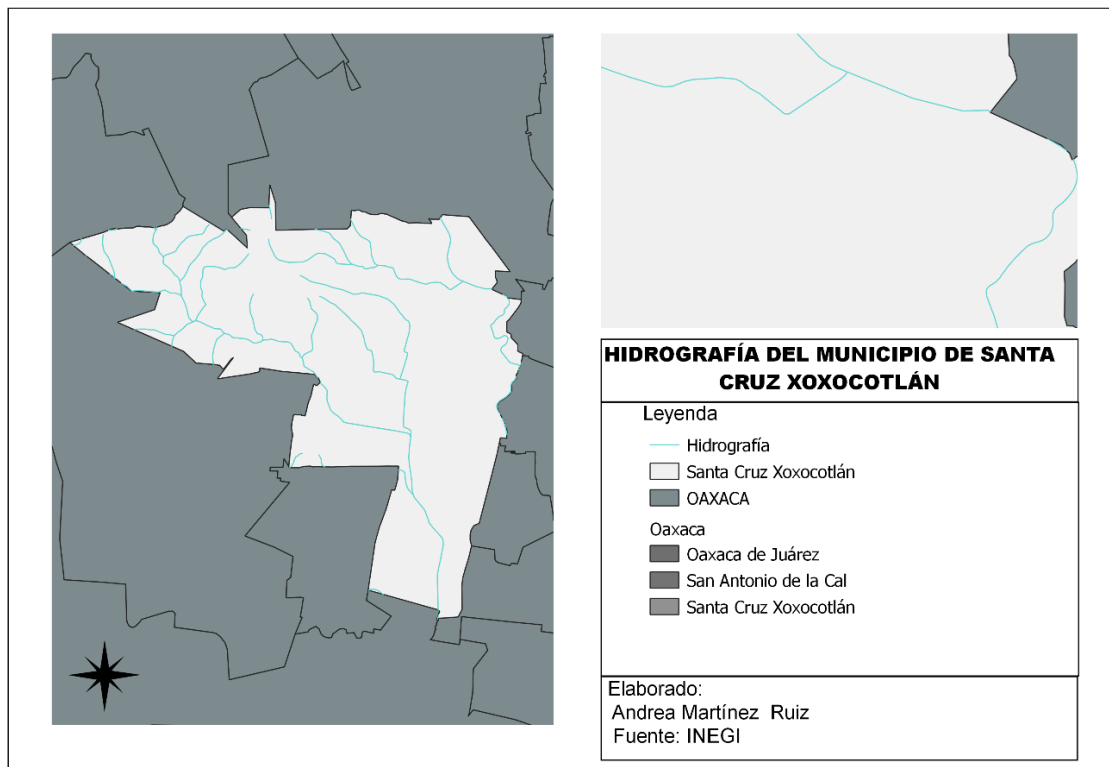 HIDROGRAFÍA DEL MUNICIPIO DE SANTA
CRUZ XOXOCOTLÁN
Leyenda
Hidrografía
Santa Cruz Xoxocotlán
OAXACA
Oaxaca
Oaxaca de Juárez
San Antonio de la Cal
Santa Cruz Xoxocotlán
Elaborado:
Andrea Martínez Ruiz
Fuente: INEGI